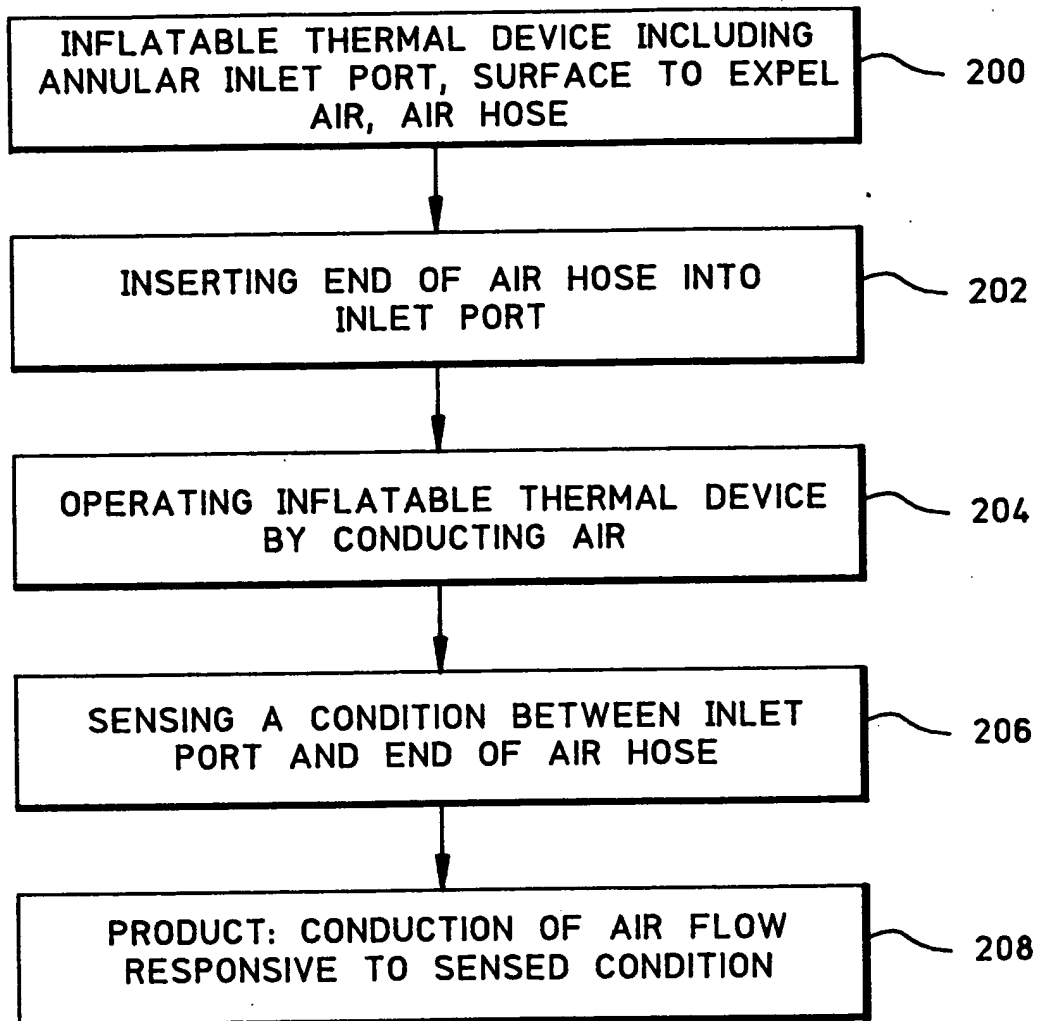 INFLATABLE THERMAL DEVICE INCLUDING
ANNULAR INLET PORT, SURFACE TO EXPEL
AIR, AIR HOSE
200
INSERTING END OF AIR HOSE INTO
INLET PORT
202
OPERATING INFLATABLE THERMAL DEVICE
BY CONDUCTING AIR
204
SENSING A CONDITION BETWEEN INLET
PORT AND END OF AIR HOSE
206
PRODUCT: CONDUCTION OF AIR FLOW
RESPONSIVE TO SENSED CONDITION
208